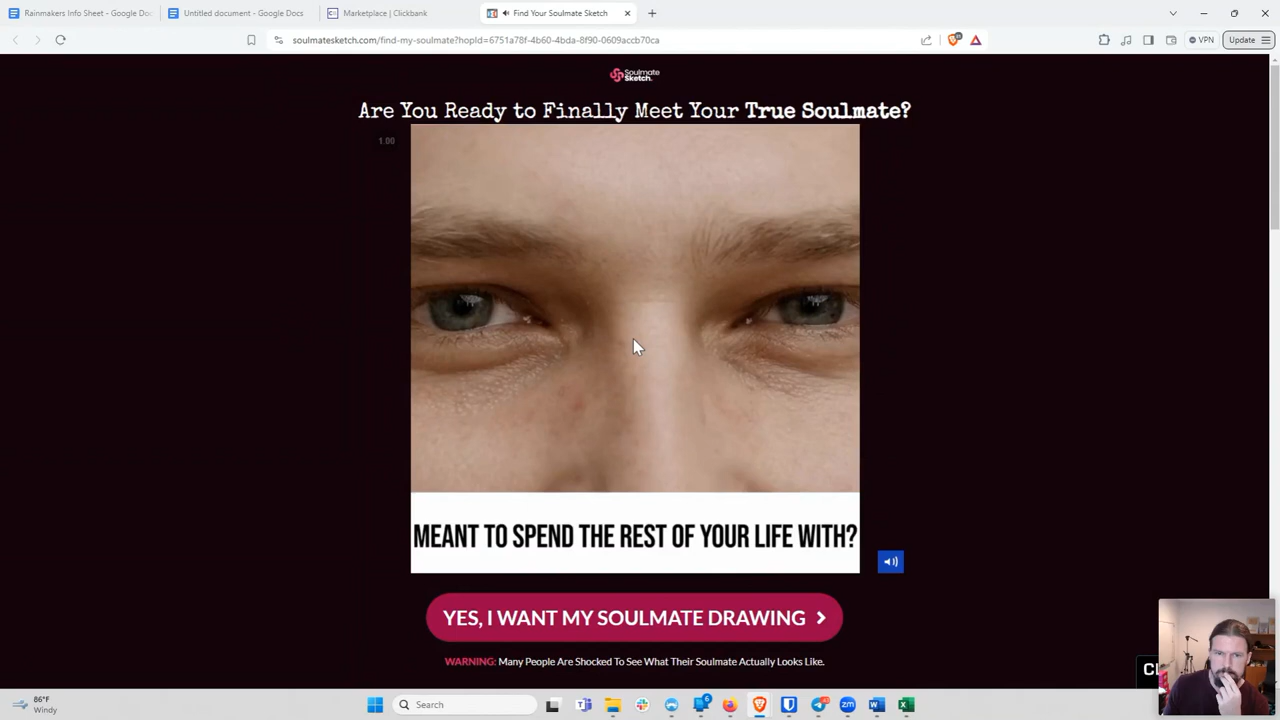 Rainmakers Info Sheet - Google Do
Untitled document - Google Docs
Marketplace | Clickbank
Find Your Soulmate Sketch
soulmatesketch.com/find-my-soulmate?hopId=6751a78f-4b60-4bda-8f90-0609accb70ca
VPN
Update
Soulmate
Sketch.
Are You Ready to Finally Meet Your True Soulmate?
1.00
MEANT TO SPEND THE REST OF YOUR LIFE WITH?
YES, I WANT MY SOULMATE DRAWING
WARNING: Many People Are Shocked To See What Their Soulmate Actually Looks Like.
86°F
Windy
Search